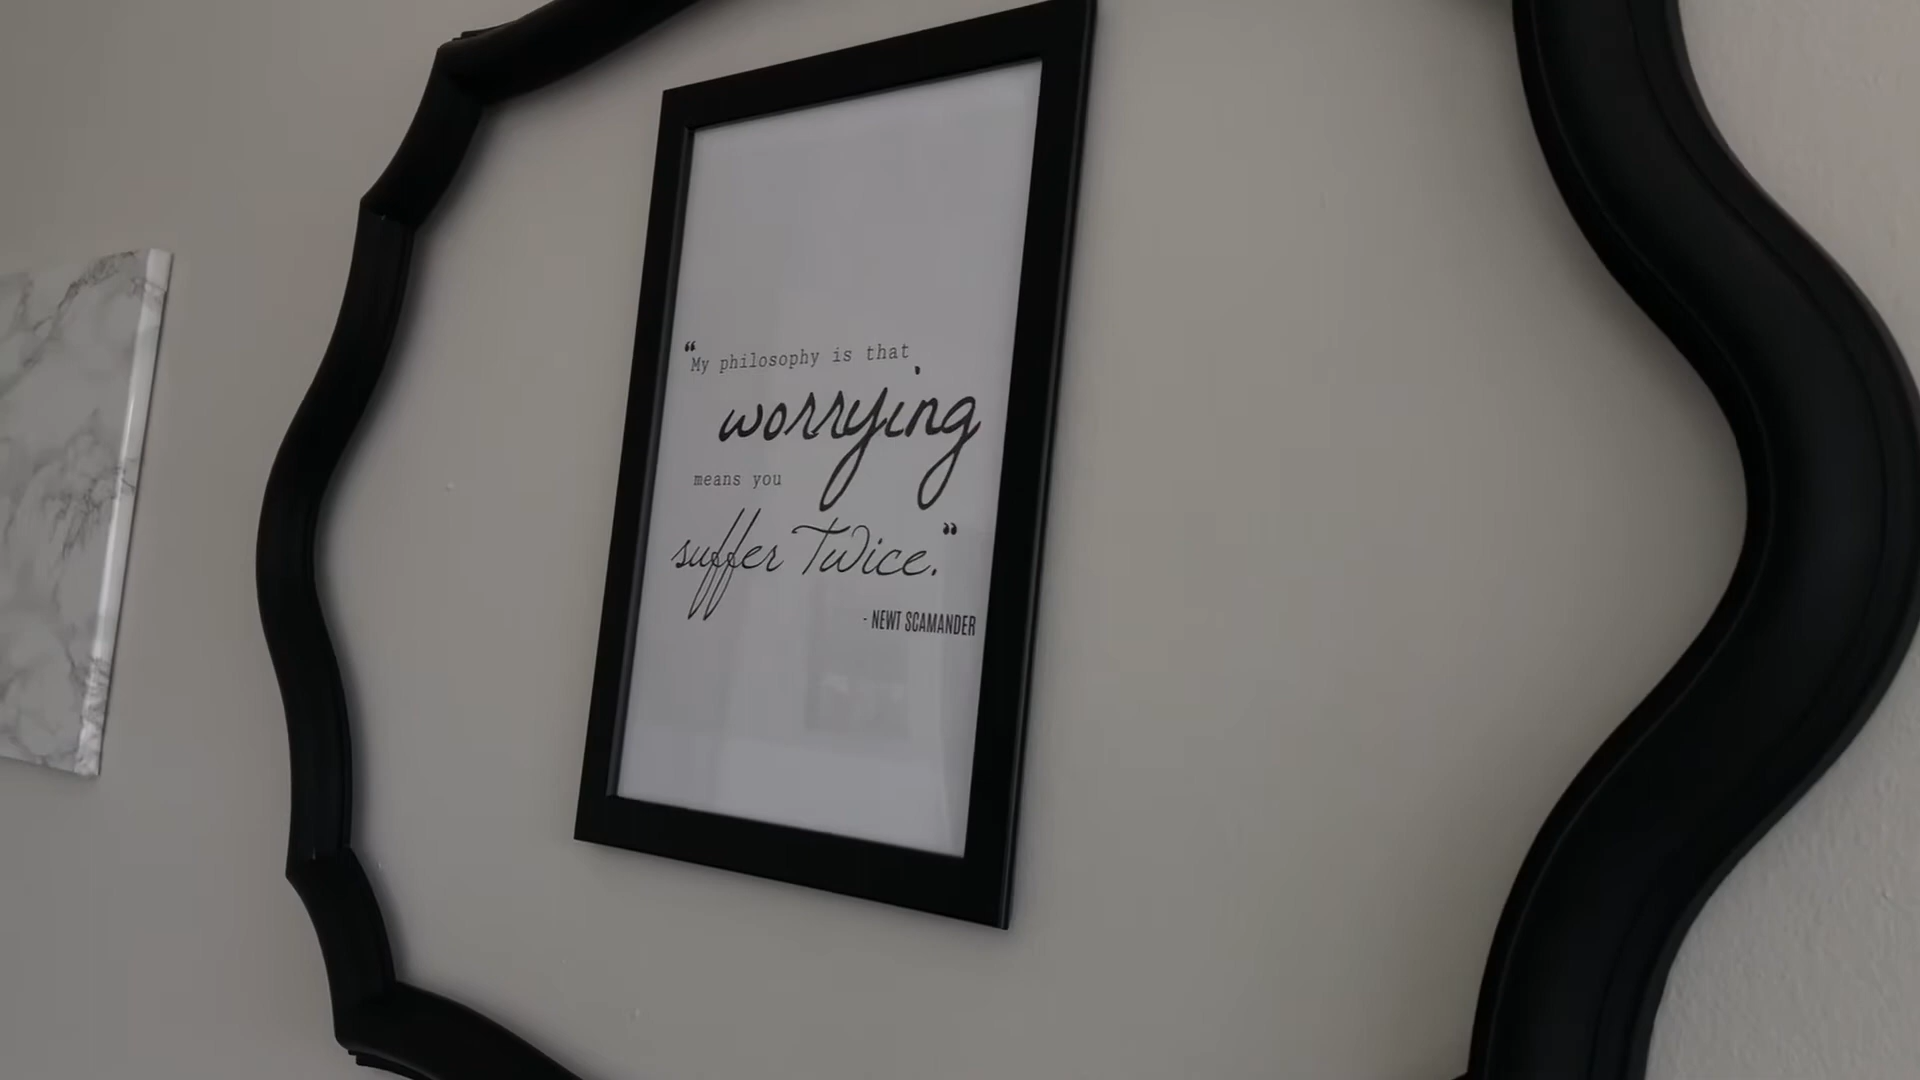 “My philosophy is that
worrying
means you
suffer Twice.”
- NEWT SCAMANDER